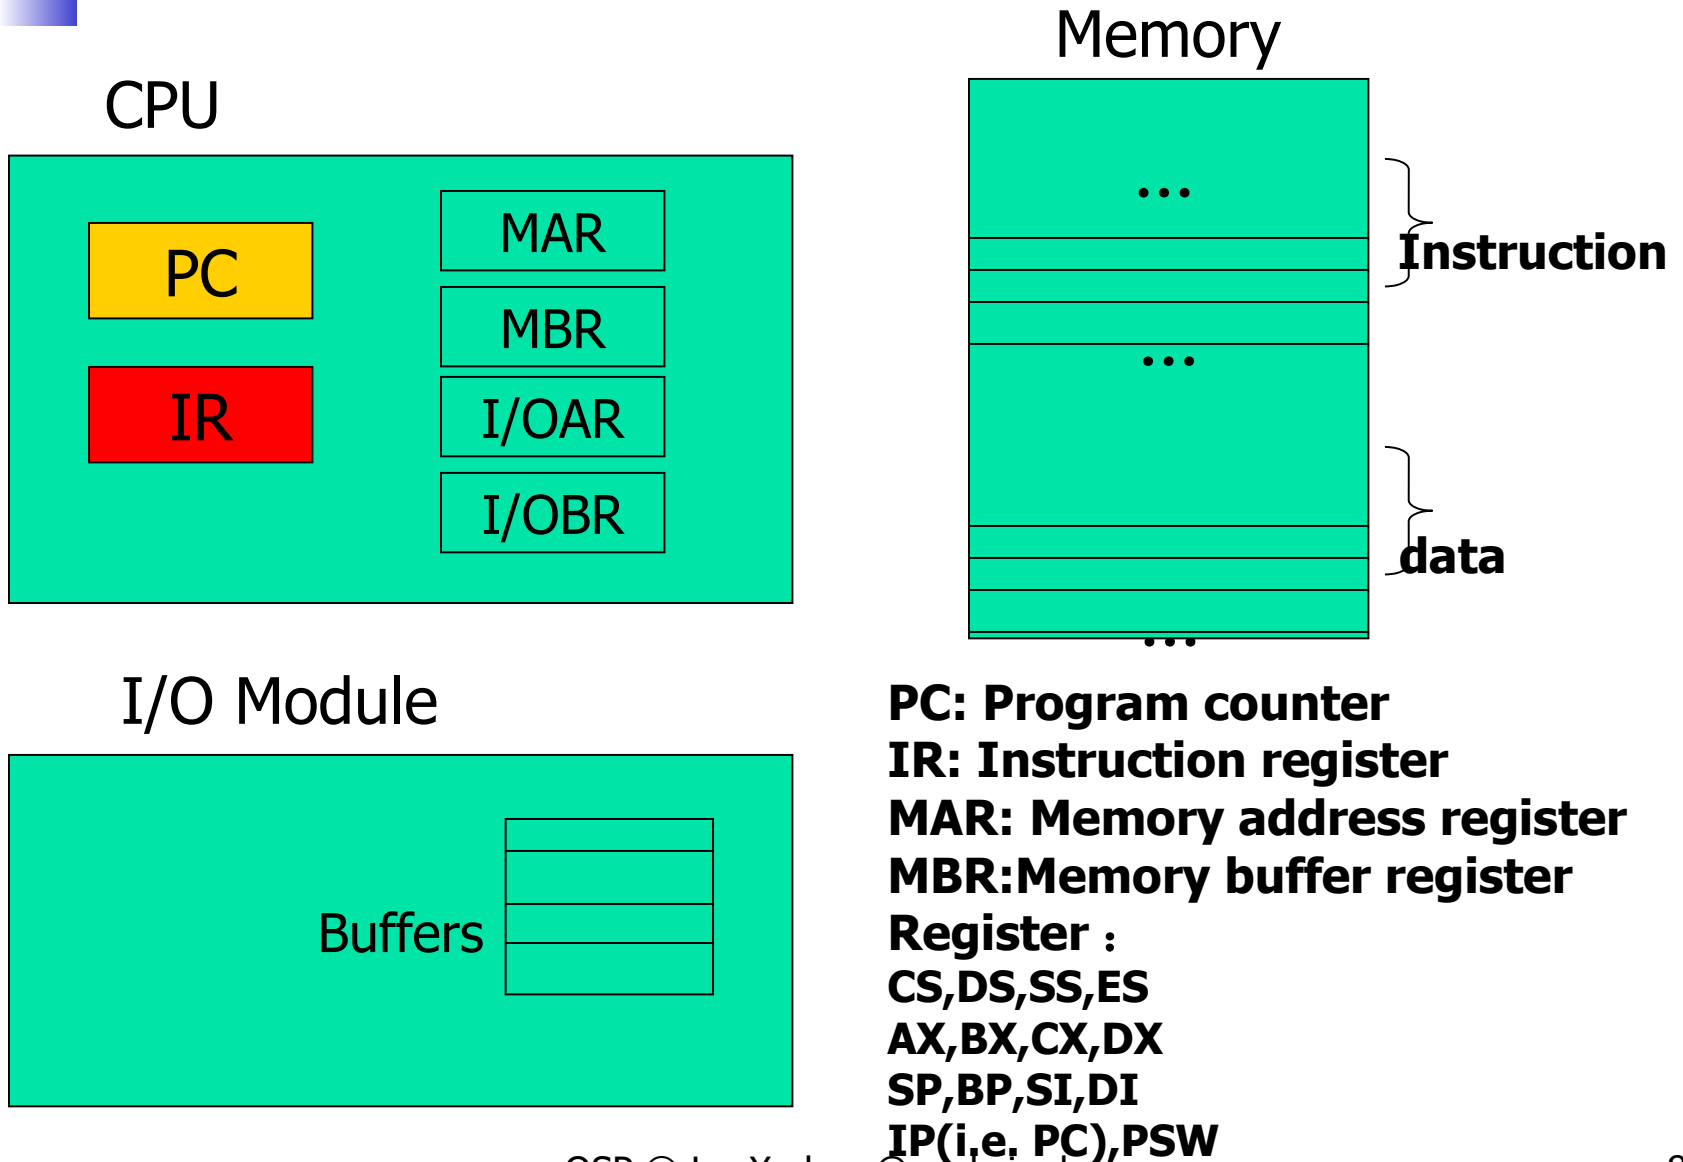 Memory
CPU
PC
IR
MAR
MBR
I/OAR
I/OBR
...
Instruction
...
data
...
I/O Module
Buffers
PC: Program counter
IR: Instruction register
MAR: Memory address register
MBR:Memory buffer register
Register :
CS,DS,SS,ES
AX,BX,CX,DX
SP,BP,SI,DI
IP(i.e. PC),PSW